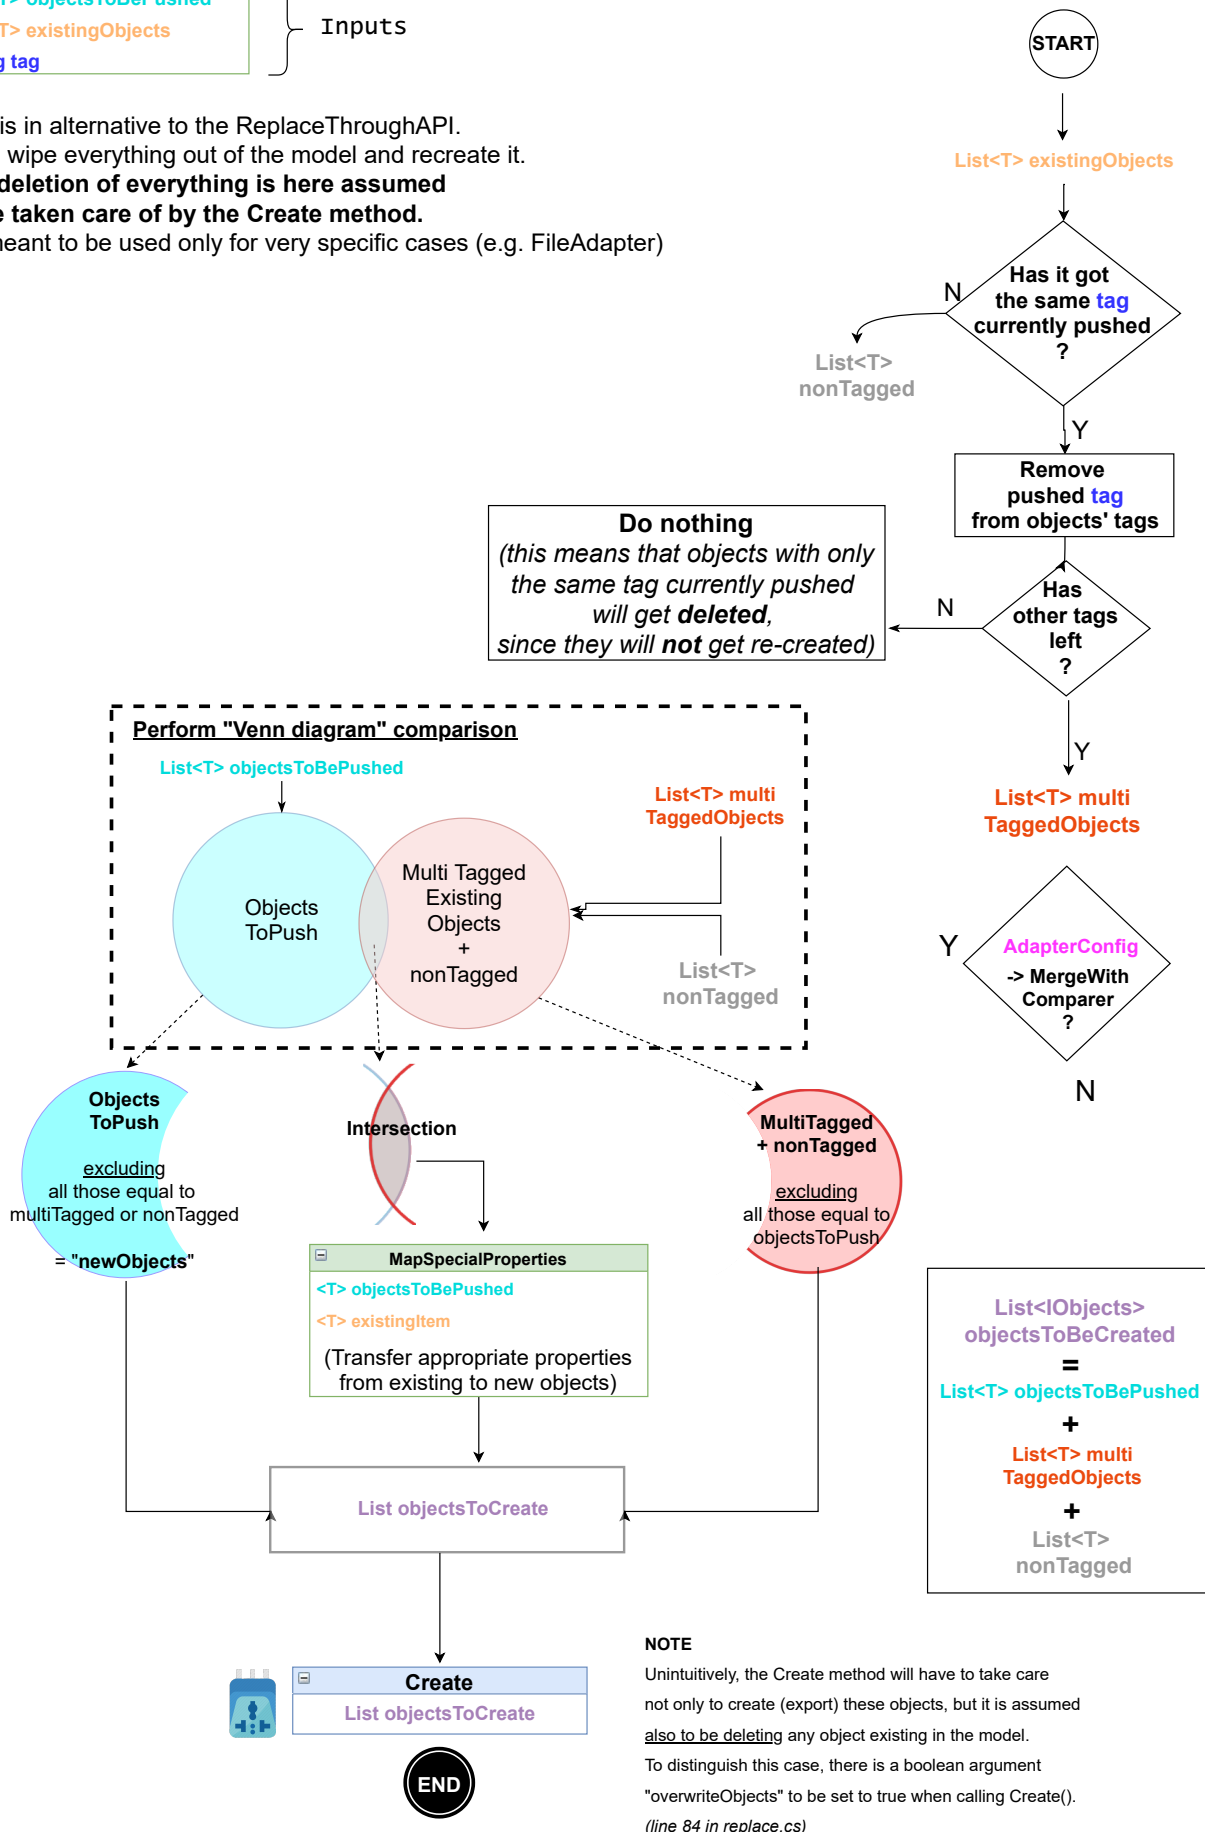 objectsToBePushed
T> existingObjects
tag
Inputs
is in alternative to the ReplaceThroughAPI.
wipe everything out of the model and recreate it.
deletion of everything is here assumed
taken care of by the Create method.
meant to be used only for very specific cases (e.g. FileAdapter)
START
List<T> existingObjects
Has it got
the same tag
currently pushed
?
N
List<T>
nonTagged
Y
Remove
pushed tag
from objects' tags
Do nothing
(this means that objects with only
the same tag currently pushed
will get deleted,
since they will not get re-created)
N
Has
other tags
left
?
Y
List<T> multi
TaggedObjects
Perform "Venn diagram" comparison
List<T> objectsToBePushed
List<T> multi
TaggedObjects
Objects
ToPush
Multi Tagged
Existing
Objects
+
nonTagged
List<T>
nonTagged
Y
AdapterConfig
-> MergeWith
Comparer
?
N
Objects
ToPush
excluding
all those equal to
multiTagged or nonTagged
= "newObjects"
Intersection
MultiTagged
+ nonTagged
excluding
all those equal to
objectsToPush
MapSpecialProperties
<T> objectsToBePushed
<T> existingItem
(Transfer appropriate properties
from existing to new objects)
List<IObjects>
objectsToBeCreated
=
List<T> objectsToBePushed
+
List<T> multi
TaggedObjects
+
List<T>
nonTagged
List objectsToCreate
Create
List objectsToCreate
END
NOTE
Unintuitively, the Create method will have to take care
not only to create (export) these objects, but it is assumed
also to be deleting any object existing in the model.
To distinguish this case, there is a boolean argument
"overwriteObjects" to be set to true when calling Create().
(line 84 in replace.cs)